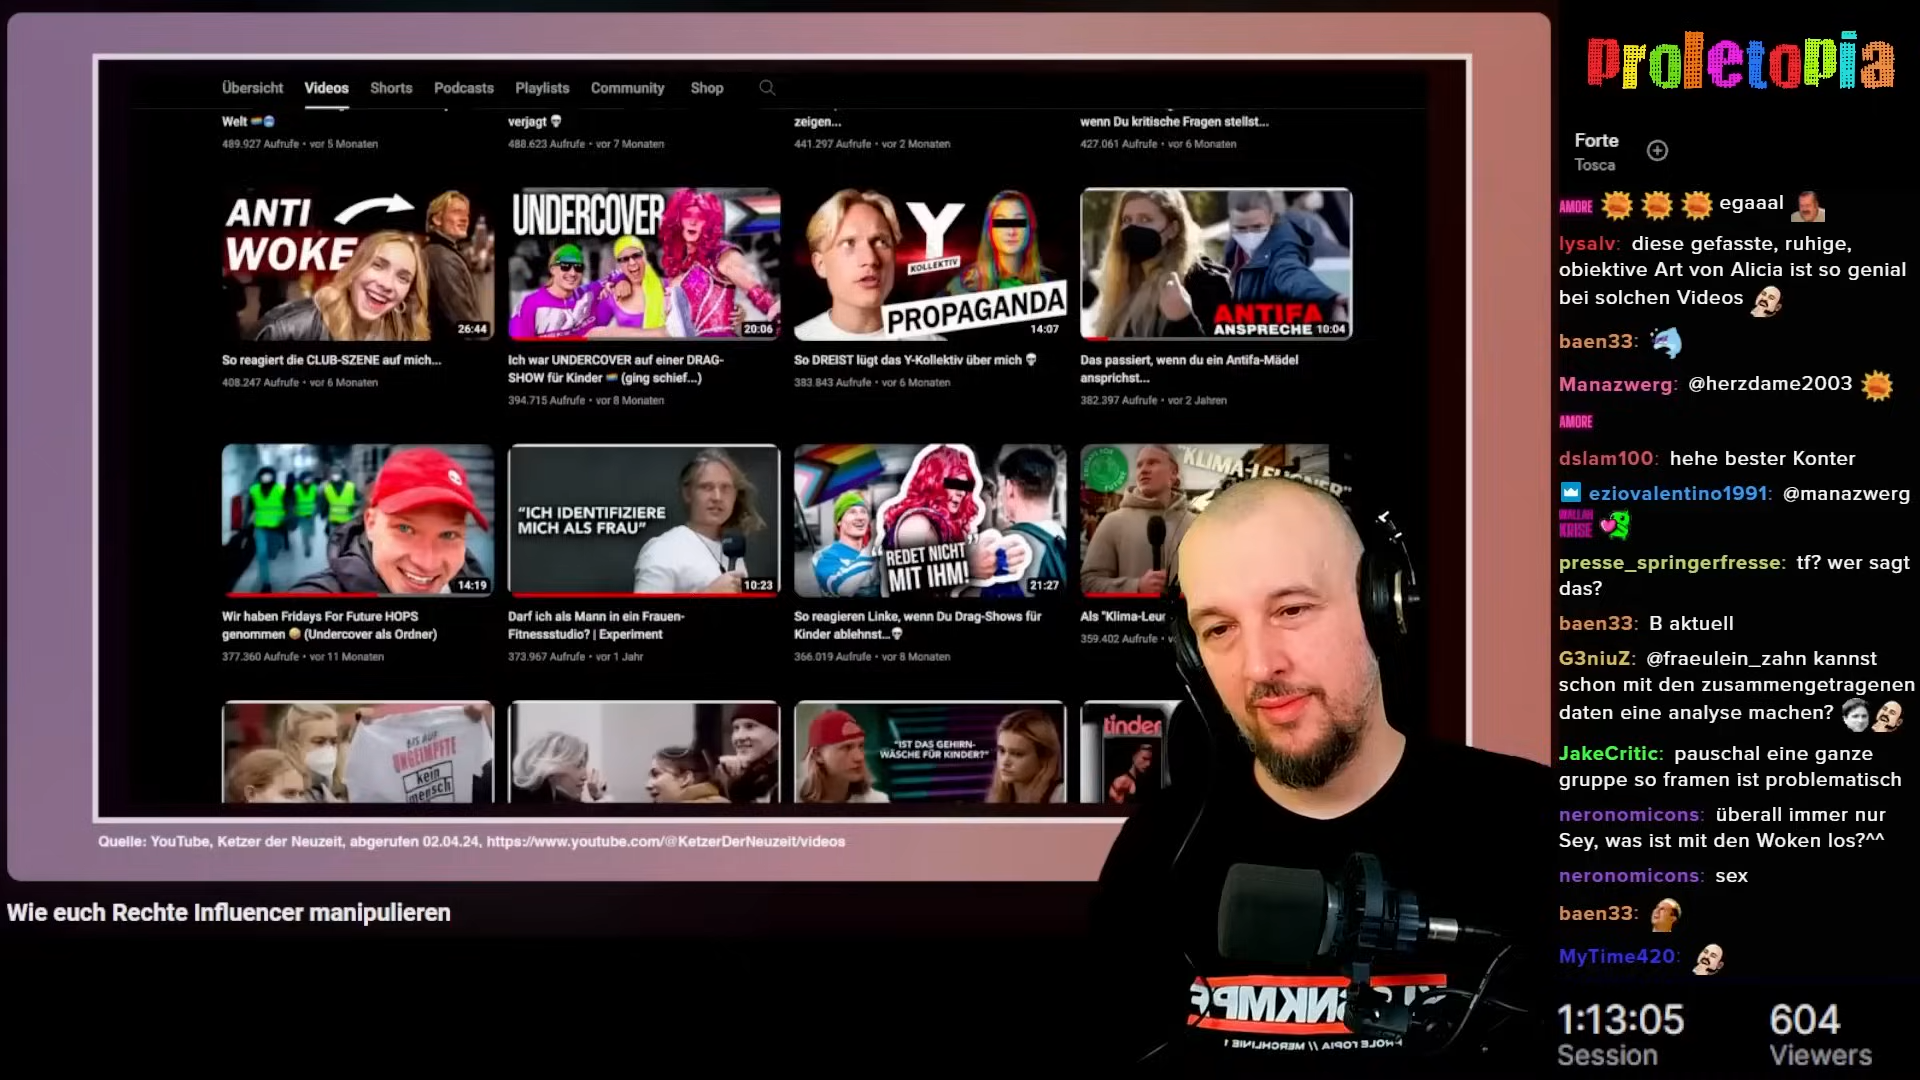 Übersicht
Videos
Shorts
Podcasts
Playlists
Community
Shop
Welt
489.927 Aufrufe • vor 5 Monaten
verjagt
488.623 Aufrufe • vor 7 Monaten
zeigen...
441.297 Aufrufe • vor 2 Monaten
wenn Du kritische Fragen stellst...
427.061 Aufrufe • vor 6 Monaten
ANTI
WOKE
26:44
So reagiert die CLUB-SZENE auf mich...
408.247 Aufrufe • vor 6 Monaten
UNDERCOVER
20:06
Ich war UNDERCOVER auf einer DRAG-
SHOW für Kinder (ging schief...)
394.715 Aufrufe • vor 8 Monaten
Y
KOLLEKTIV
PROPAGANDA
14:07
So DREIST lügt das Y-Kollektiv über mich
383.843 Aufrufe • vor 6 Monaten
ANTIFA
ANSPRECHE
10:04
Das passiert, wenn du ein Antifa-Mädel
ansprichst...
382.397 Aufrufe • vor 2 Jahren
14:19
Wir haben Fridays For Future HOPS
genommen (Undercover als Ordner)
377.360 Aufrufe • vor 11 Monaten
"ICH IDENTIFIZIERE
MICH ALS FRAU"
10:23
Darf ich als Mann in ein Frauen-
Fitnessstudio? | Experiment
373.967 Aufrufe • vor 1 Jahr
"REDET NICHT
MIT IHM!"
21:27
So reagieren Linke, wenn Du Drag-Shows für
Kinder ablehnst...
366.019 Aufrufe • vor 8 Monaten
"KLIMA-LEUGNER"
Als "Klima-Leu
359.402 Aufrufe
BIS AUF
UNGEIMPFTE
kein
mensch
"IST DAS GEHIRN-
WÄSCHE FÜR KINDER?"
tinder
Quelle: YouTube, Ketzer der Neuzeit, abgerufen 02.04.24, https://www.youtube.com/@KetzerDerNeuzeit/videos
Wie euch Rechte Influencer manipulieren
Proletopia
Forte
Tosca
AMORE egaaal
lysalv: diese gefasste, ruhige,
obiektive Art von Alicia ist so genial
bei solchen Videos
baen33:
Manazwerg: @herzdame2003
AMORE
dslam100: hehe bester Konter
eziovalentino1991: @manazwerg
WALLAH
KRISE
presse_springerfresse: tf? wer sagt
das?
baen33: B aktuell
G3niuZ: @fraeulein_zahn kannst
schon mit den zusammengetragenen
daten eine analyse machen?
JakeCritic: pauschal eine ganze
gruppe so framen ist problematisch
neronomicons: überall immer nur
Sey, was ist mit den Woken los?^^
neronomicons: sex
baen33:
MyTime420:
1:13:05
Session
604
Viewers